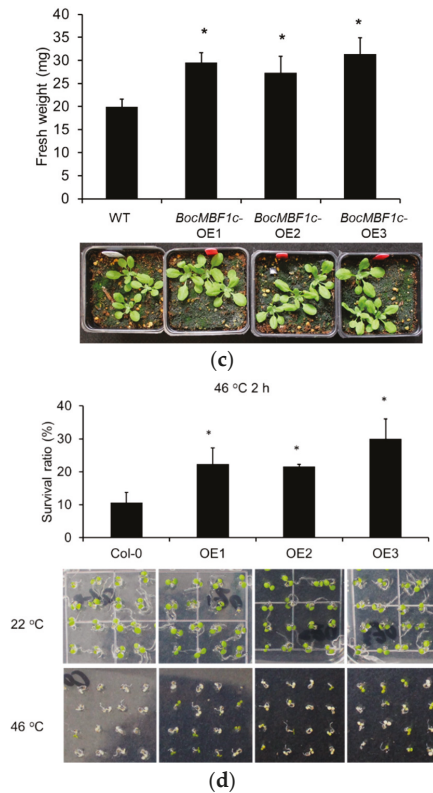 *
*
*
40
35
30
25
20
15
10
5
0
Fresh weight (mg)
WT
BocMBF1c-
OE1
BocMBF1c-
OE2
BocMBF1c-
OE3
(c)
46 °C 2 h
*
*
*
40
30
20
10
0
Survival ratio (%)
Col-0
OE1
OE2
OE3
22 °C
46 °C
(d)